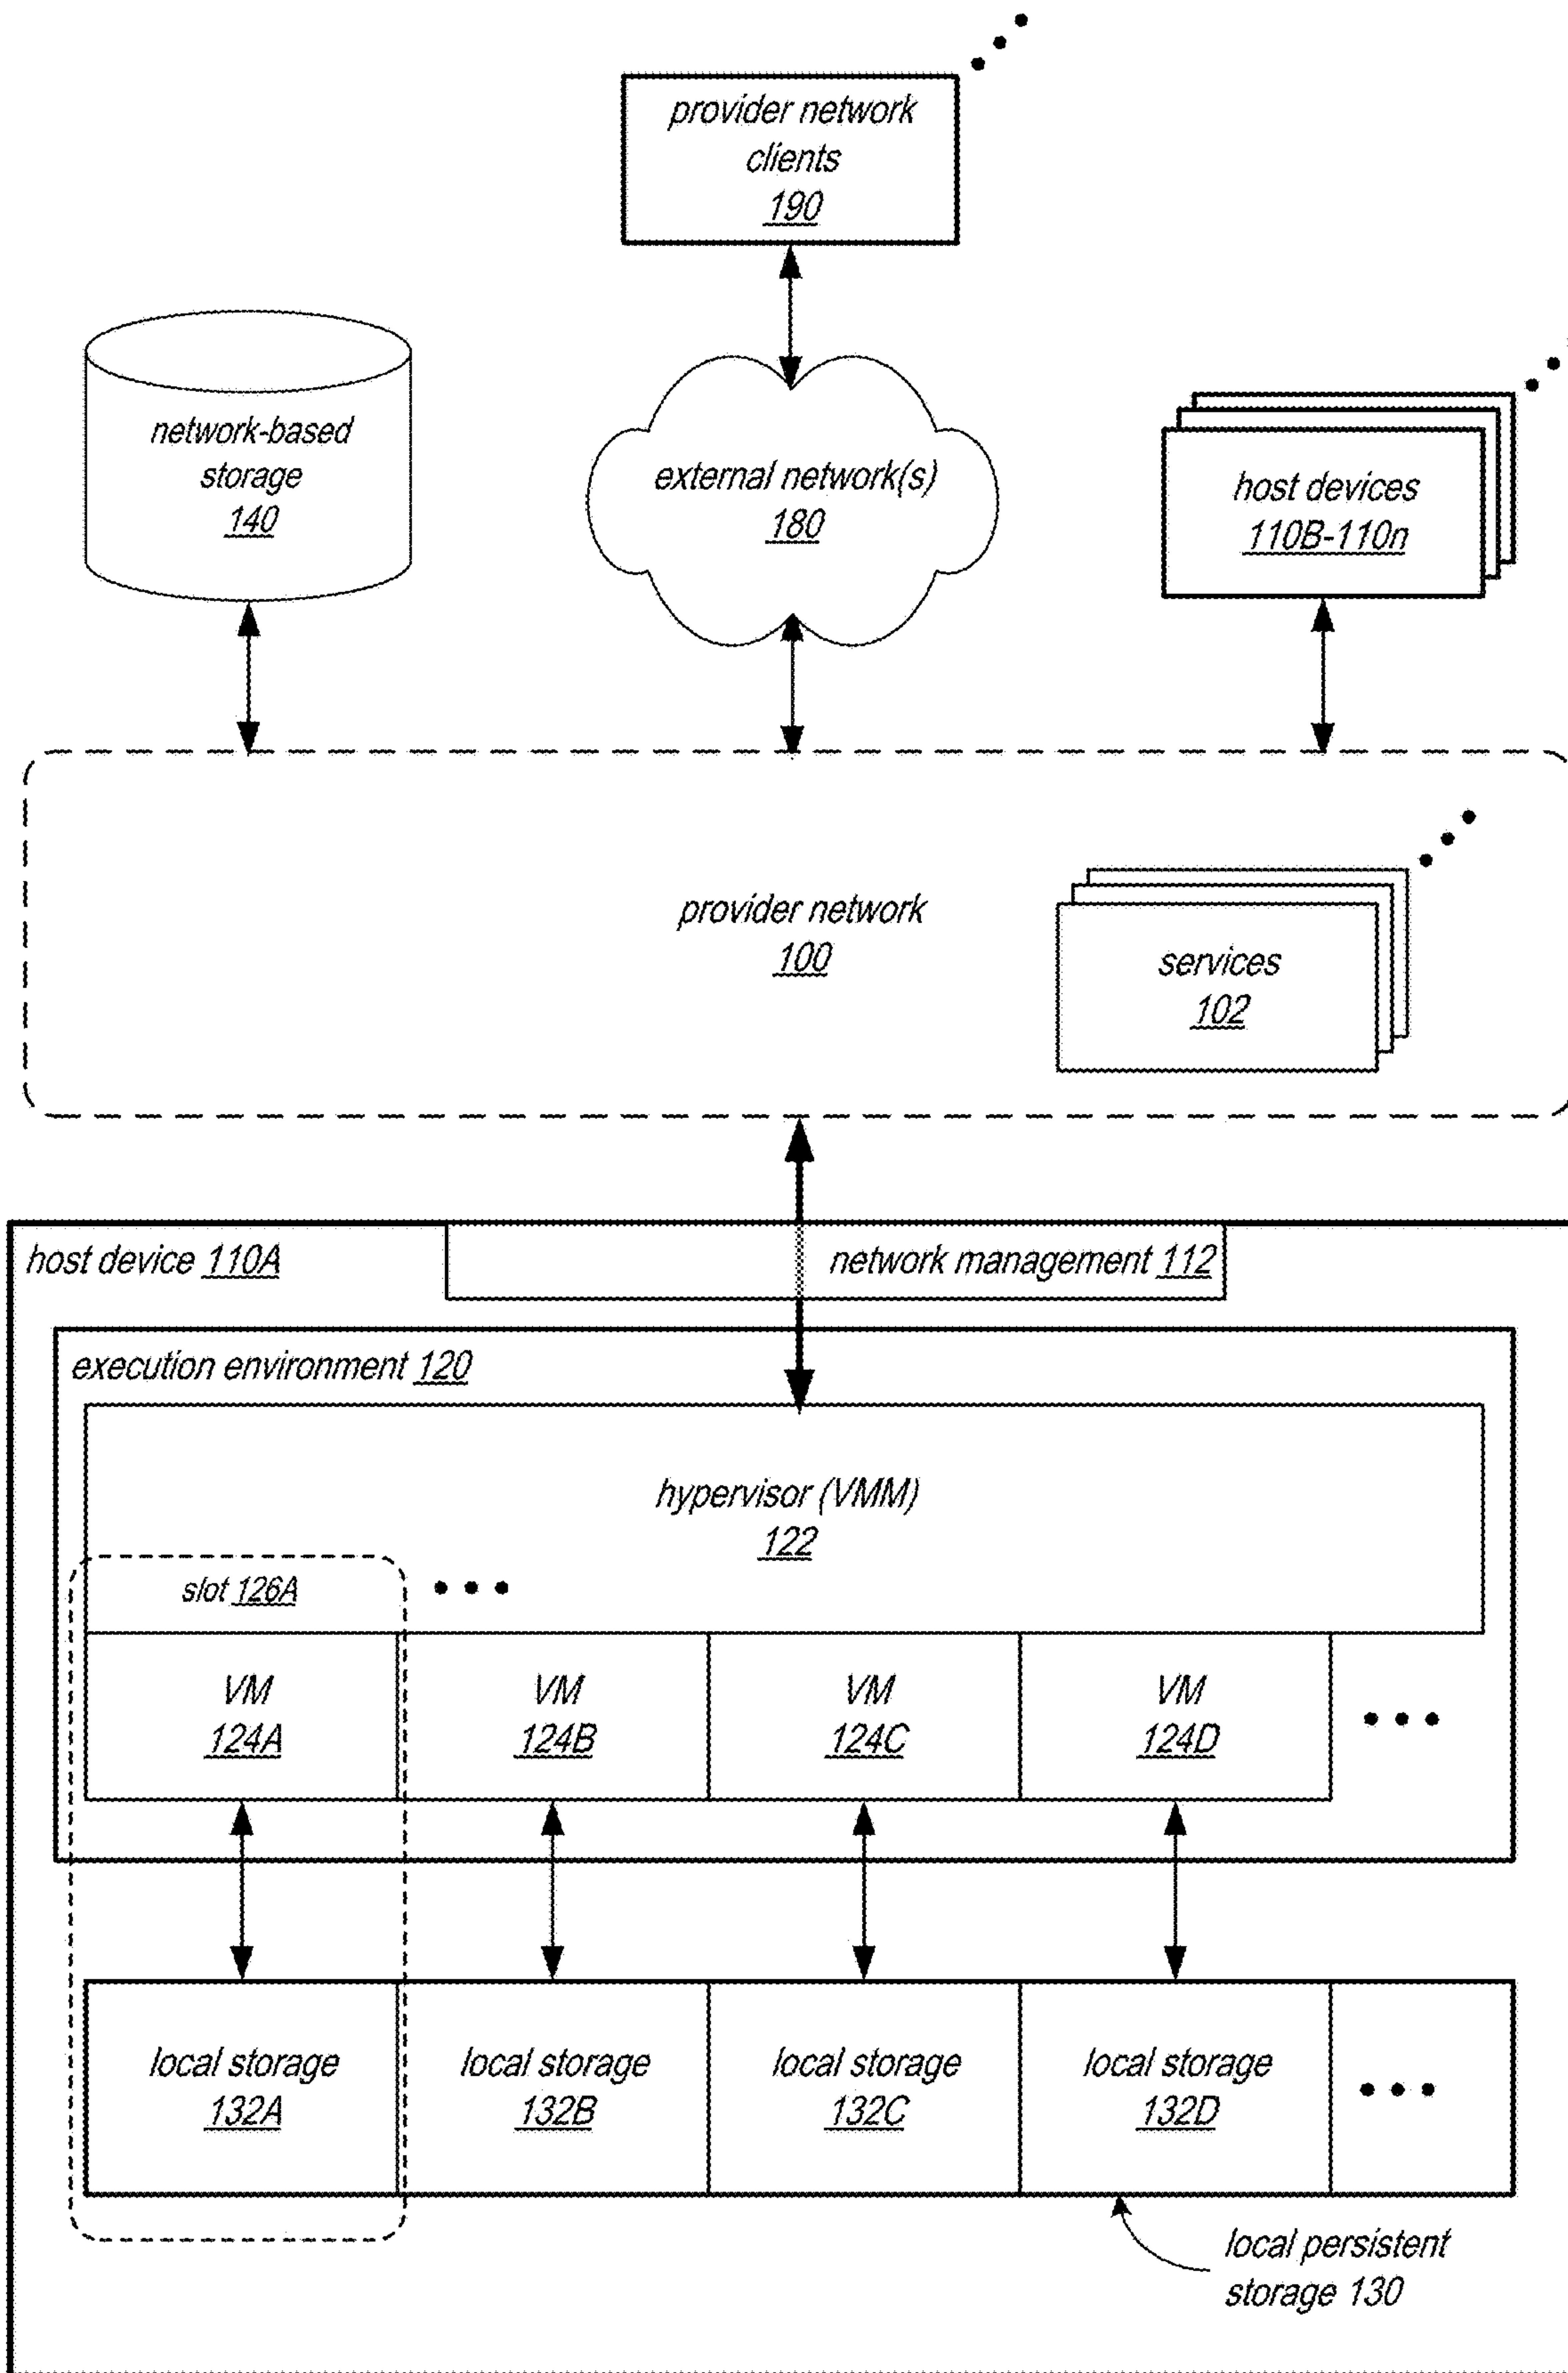 provider network
clients
190
network-based
storage
140
external network(s)
180
host devices
110B-110n
provider network
100
services
102
host device 110A
network management 112
execution environment 120
hypervisor (VMM)
122
slot 126A
VM
124A
VM
124B
VM
124C
VM
124D
local storage
132A
local storage
132B
local storage
132C
local storage
132D
local persistent
storage 130